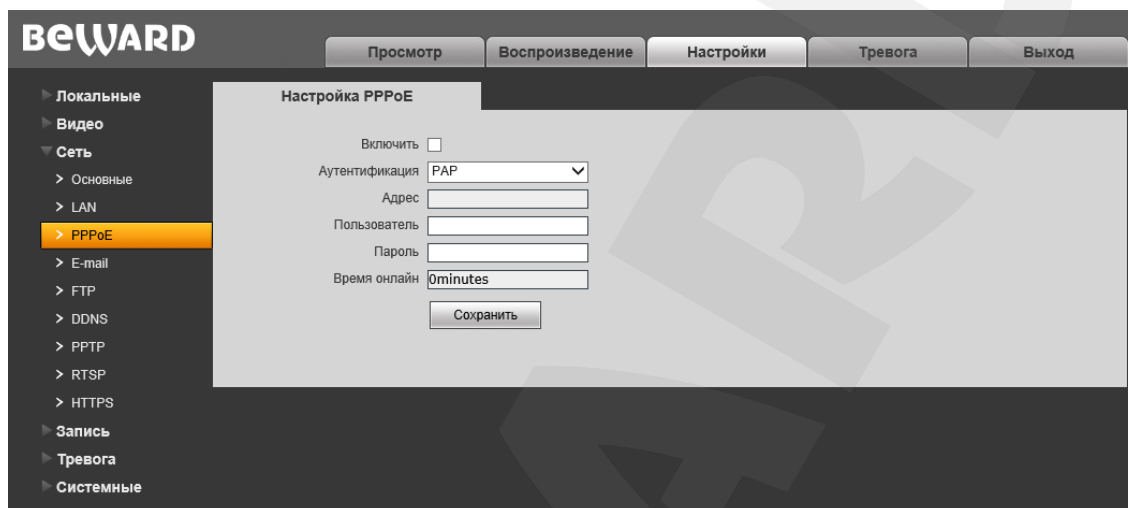 BEWARD
Просмотр
Воспроизведение
Настройки
Тревога
Выход
Локальные
Видео
Сеть
> Основные
> LAN
> PPPoE
> E-mail
> FTP
> DDNS
> PPTP
> RTSP
> HTTPS
Запись
Тревога
Системные
Настройка PPPoE
Включить
Аутентификация PAP
Адрес
Пользователь
Пароль
Время онлайн 0minutes
Сохранить